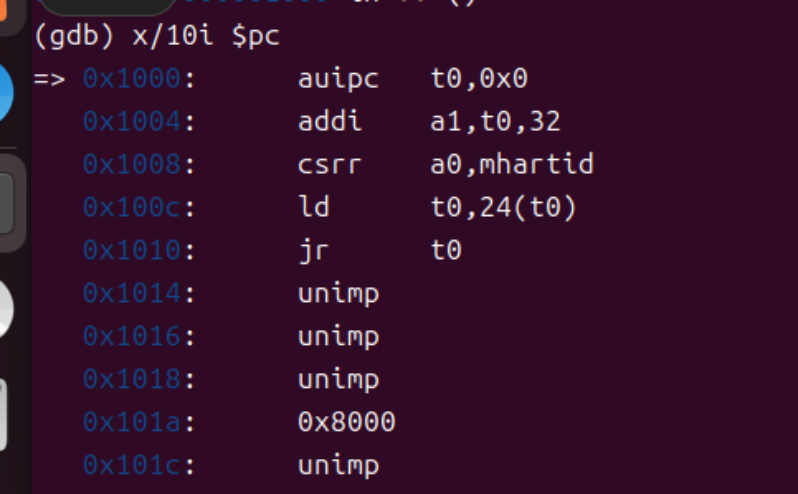 (gdb) x/10i $pc
=> 0x1000: auipc t0,0x0
0x1004: addi a1,t0,32
0x1008: csrr a0,mhartid
0x100c: ld t0,24(t0)
0x1010: jr t0
0x1014: unimp
0x1016: unimp
0x1018: unimp
0x101a: 0x8000
0x101c: unimp